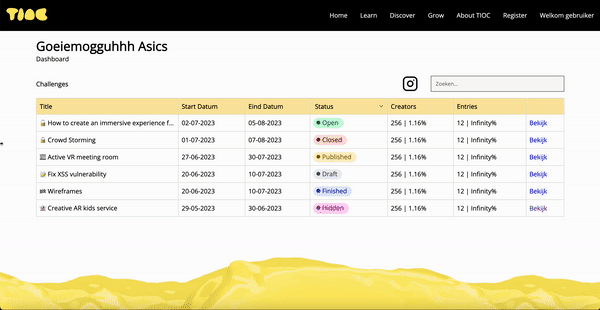 TIOC Home Learn Discover Grow About TIOC Register Welkom gebruiker
Goeiemogguhhh Asics
Dashboard
Challenges Zoeken...
Title Start Datum Eind Datum Status Creators Entries
How to create an immersive experience f... 02-07-2023 05-08-2023 Open 256 | 1.16% 12 | Infinity% Bekijk
Crowd Storming 01-07-2023 07-08-2023 Closed 256 | 1.16% 12 | Infinity% Bekijk
Active VR meeting room 27-06-2023 30-07-2023 Published 256 | 1.16% 12 | Infinity% Bekijk
Fix XSS vulnerability 20-06-2023 10-07-2023 Draft 256 | 1.16% 12 | Infinity% Bekijk
Wireframes 20-06-2023 10-07-2023 Finished 256 | 1.16% 12 | Infinity% Bekijk
Creative AR kids service 29-05-2023 30-06-2023 Hidden 256 | 1.16% 12 | Infinity% Bekijk